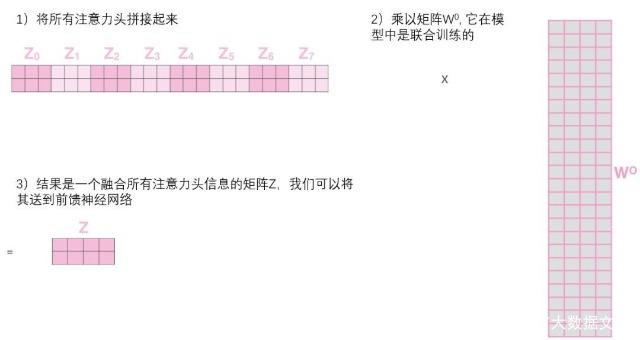 1）将所有注意力头拼接起来
Z0 Z1 Z2 Z3 Z4 Z5 Z6 Z7
2）乘以矩阵W⁰, 它在模
型中是联合训练的
x
W^O
3）结果是一个融合所有注意力头信息的矩阵Z，我们可以将
其送到前馈神经网络
Z
=
大数据文